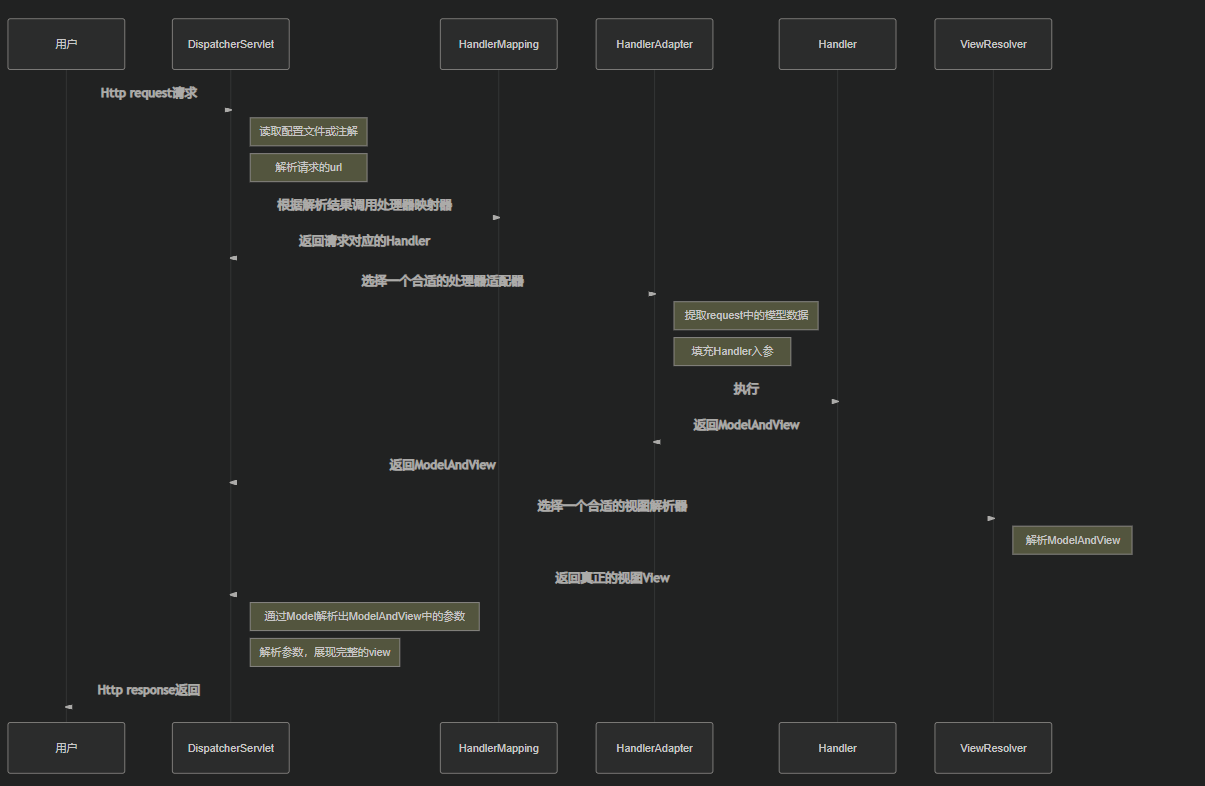 用户
DispatcherServlet
HandlerMapping
HandlerAdapter
Handler
ViewResolver
Http request请求
读取配置文件或注解
解析请求的url
根据解析结果调用处理器映射器
返回请求对应的Handler
选择一个合适的处理器适配器
提取request中的模型数据
填充Handler入参
执行
返回ModelAndView
返回ModelAndView
选择一个合适的视图解析器
解析ModelAndView
返回真正的视图View
通过Model解析出ModelAndView中的参数
解析参数，展现完整的view
Http response返回
用户
DispatcherServlet
HandlerMapping
HandlerAdapter
Handler
ViewResolver